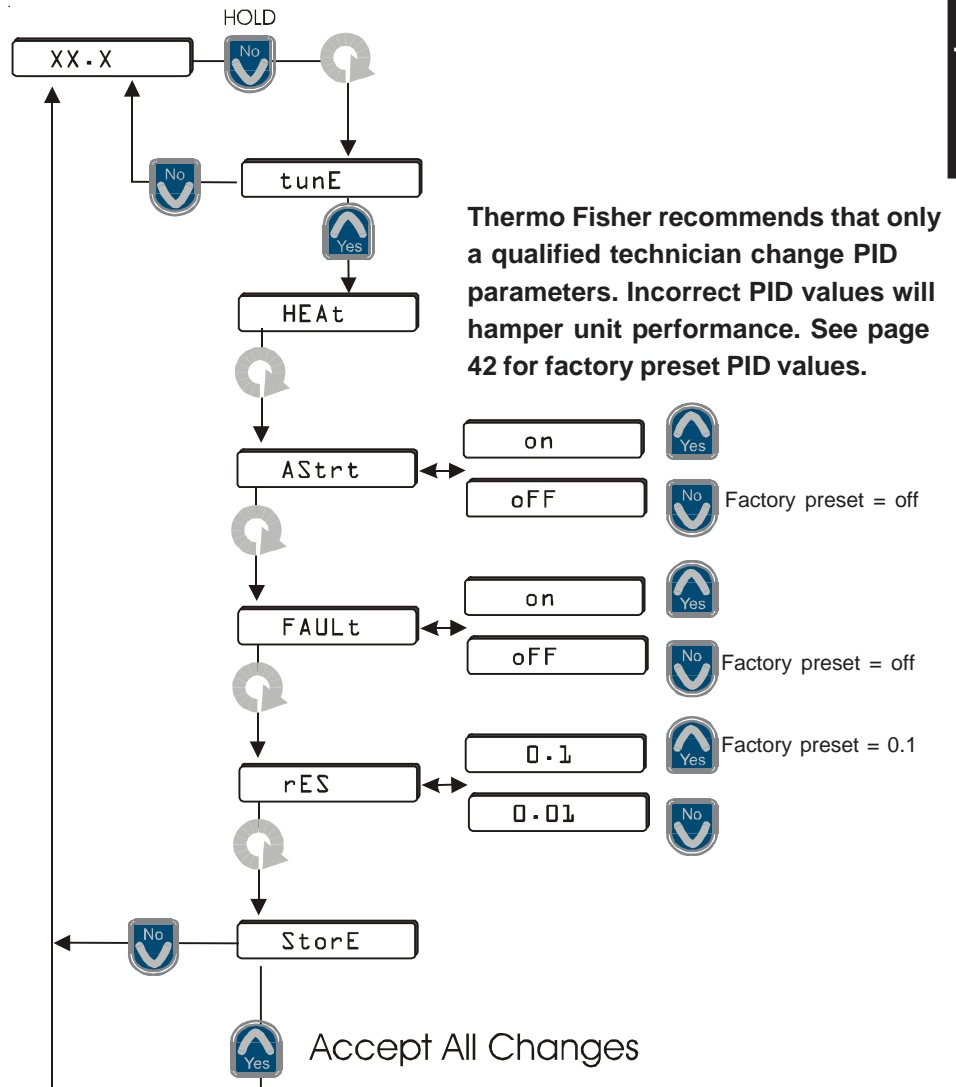 HOLD
XX.X
No
No
tunE
Yes
Thermo Fisher recommends that only
a qualified technician change PID
parameters. Incorrect PID values will
hamper unit performance. See page
42 for factory preset PID values.
HEAt
on
Yes
AStrt
oFF
No
Factory preset = off
on
Yes
FAULt
oFF
No
Factory preset = off
0.1
Yes
Factory preset = 0.1
rES
0.01
No
No
StorE
Yes
Accept All Changes